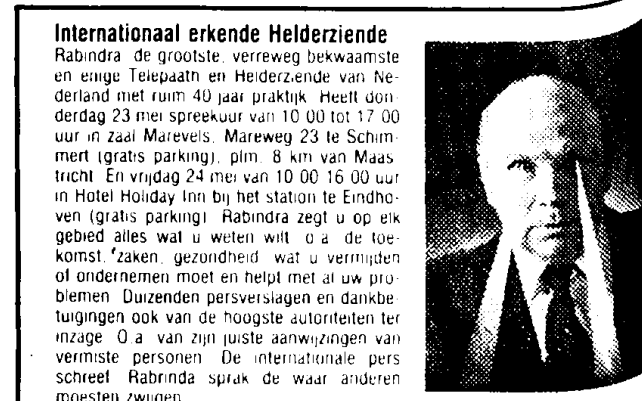 Internationaal erkende Helderziende
Rabindra de grootste, verreweg bekwaamste
en enige Telepaath en Helderziende van Ne-
derland met ruim 40 jaar praktijk Heeft don-
derdag 23 mei spreekuur van 10 00 tot 17 00
uur in zaal Marevels, Mareweg 23 te Schim-
mert (gratis parking), plm. 8 km van Maas
tricht En vrijdag 24 mei van 10 00 16 00 uur
in Hotel Holiday Inn bij het station te Eindho-
ven (gratis parking) Rabindra zegt u op elk
gebied alles wat u weten wilt o a de toe-
komst, zaken, gezondheid wat u vermijden
of ondernemen moet en helpt met al uw pro-
blemen Duizenden persverslagen en dankbe-
tuigingen ook van de hoogste autoriteiten ter
inzage O.a van zijn juiste aanwijzingen van
vermiste personen De internationale pers
schreef Rabrinda sprak de waar anderen
moesten zwijgen